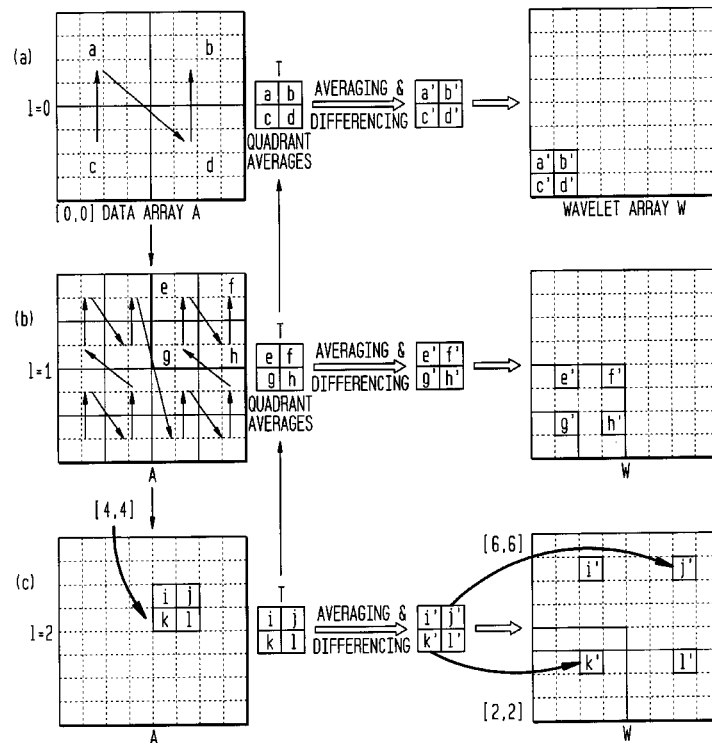 (a)
l=0
a b
c d
[0,0] DATA ARRAY A
T
a b
c d
QUADRANT
AVERAGES
AVERAGING &
DIFFERENCING
a' b'
c' d'
a' b'
c' d'
WAVELET ARRAY W
(b)
l=1
e f
g h
A
T
e f
g h
QUADRANT
AVERAGES
AVERAGING &
DIFFERENCING
e' f'
g' h'
e' f'
g' h'
W
[4,4]
(c)
l=2
i j
k l
A
T
i j
k l
AVERAGING &
DIFFERENCING
i' j'
k' l'
[6,6]
i' j'
k' l'
[2,2]
W